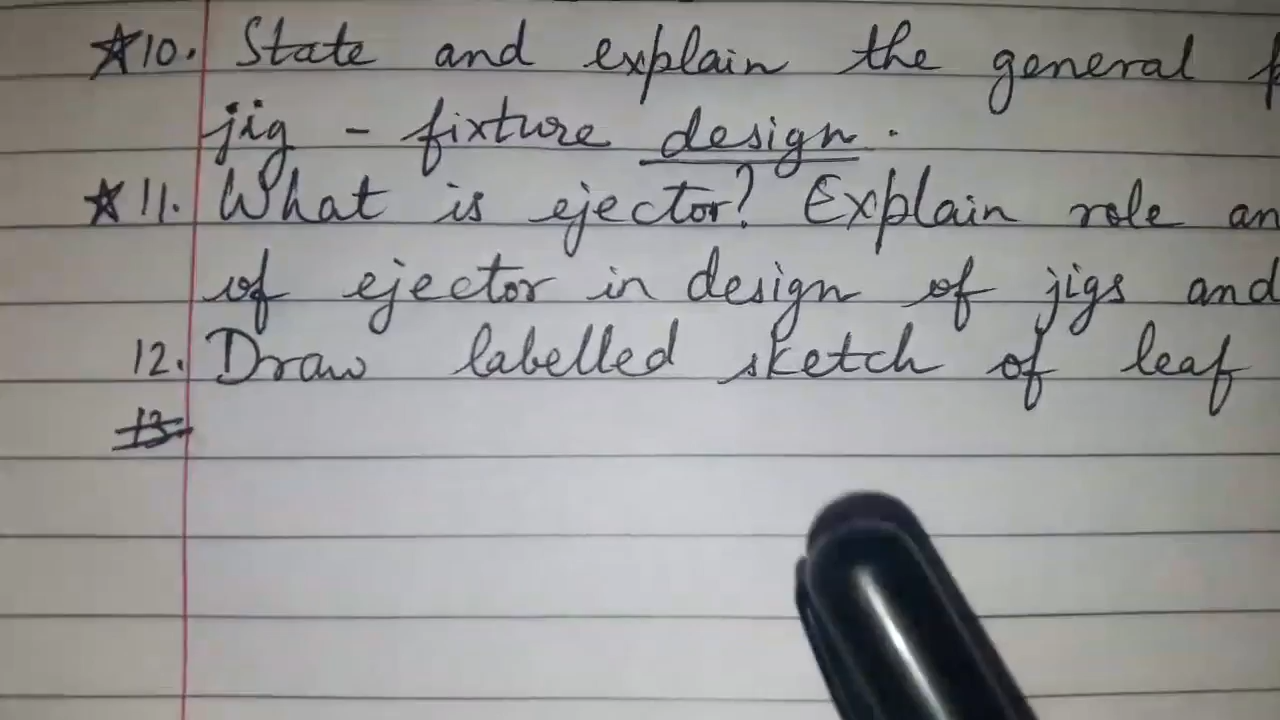 ★10. State and explain the general
jig - fixture design.
★11. What is ejector? Explain role
of ejector in design of jigs and
12. Draw labelled sketch of leaf
13.